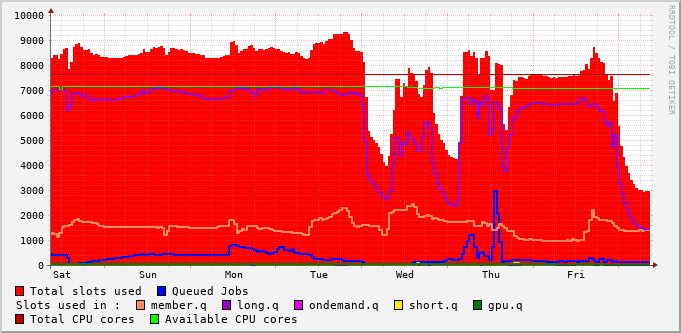 10000
9000
8000
7000
6000
5000
4000
3000
2000
1000
0
Sat Sun Mon Tue Wed Thu Fri
Total slots used Queued Jobs
Slots used in : member.q long.q ondemand.q short.q gpu.q
Total CPU cores Available CPU cores
RRDTOOL / TOBI OETIKER